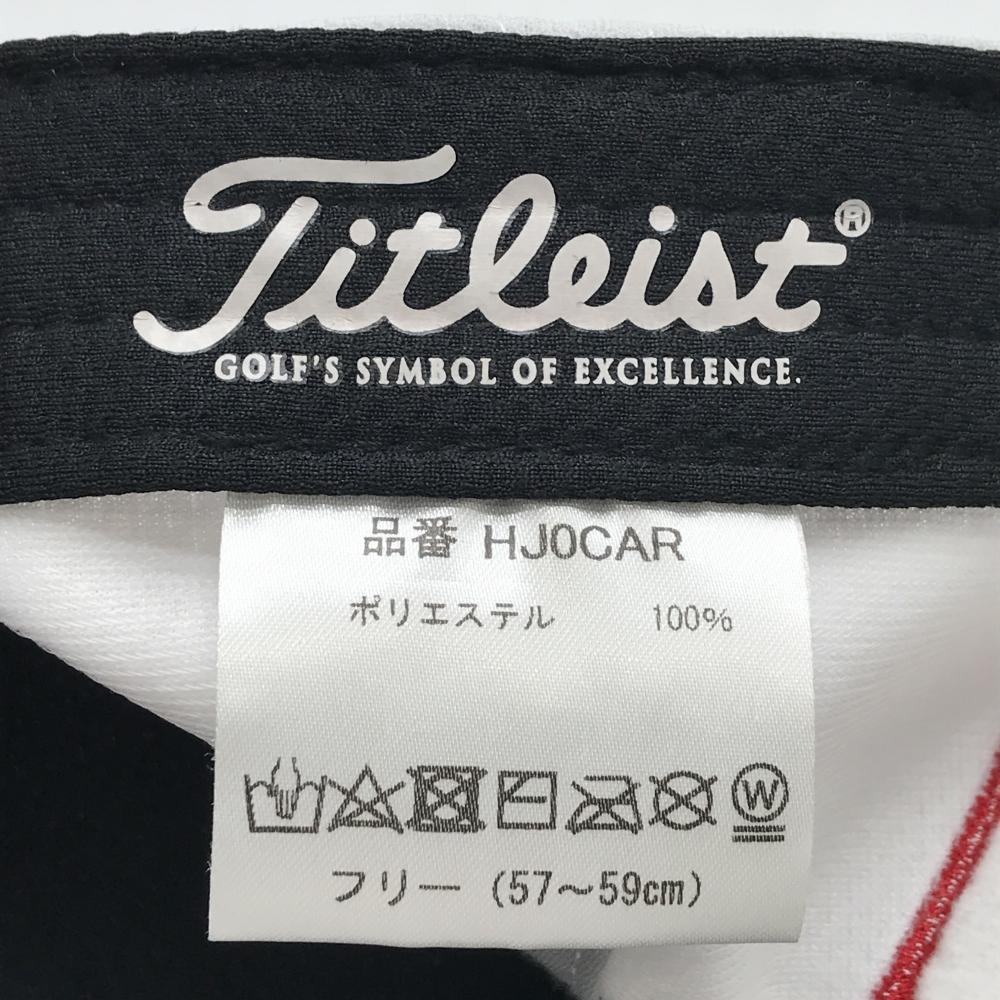 Titleist®
GOLF'S SYMBOL OF EXCELLENCE.
品番 HJ0CAR
ポリエステル 100%
W
フリー (57～59cm)